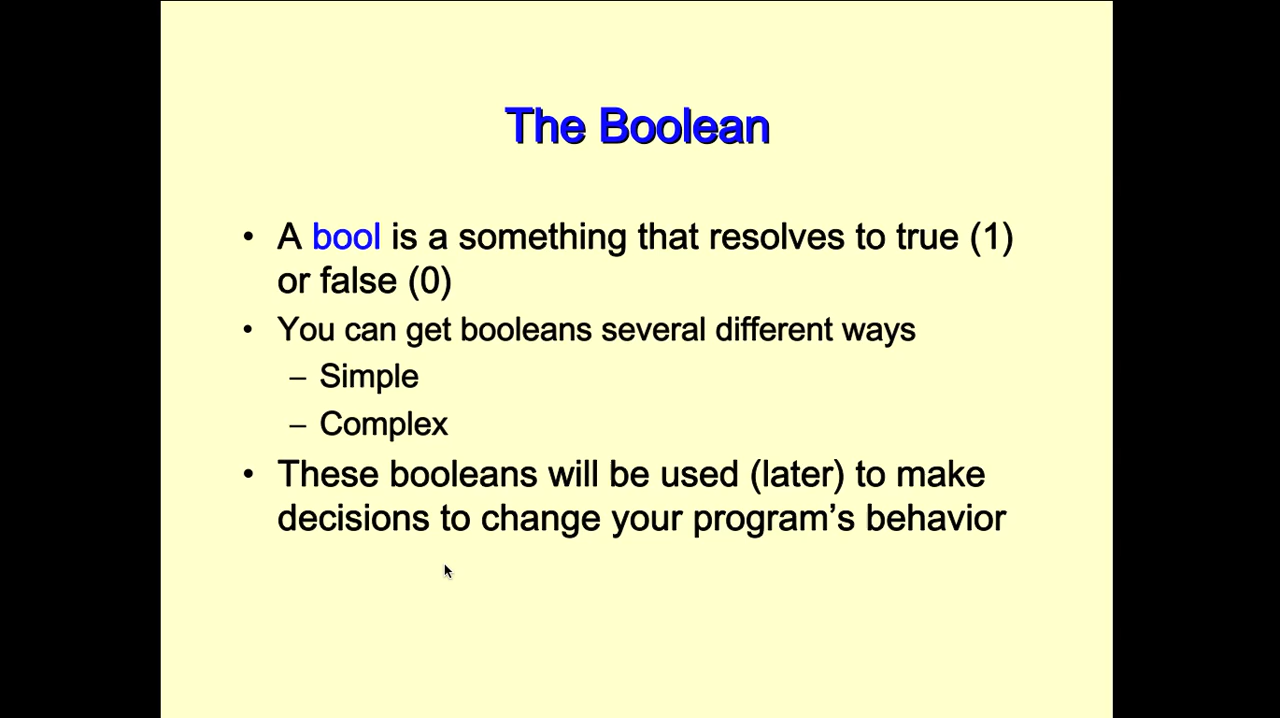 The Boolean
• A bool is a something that resolves to true (1)
or false (0)
• You can get booleans several different ways
– Simple
– Complex
• These booleans will be used (later) to make
decisions to change your program’s behavior